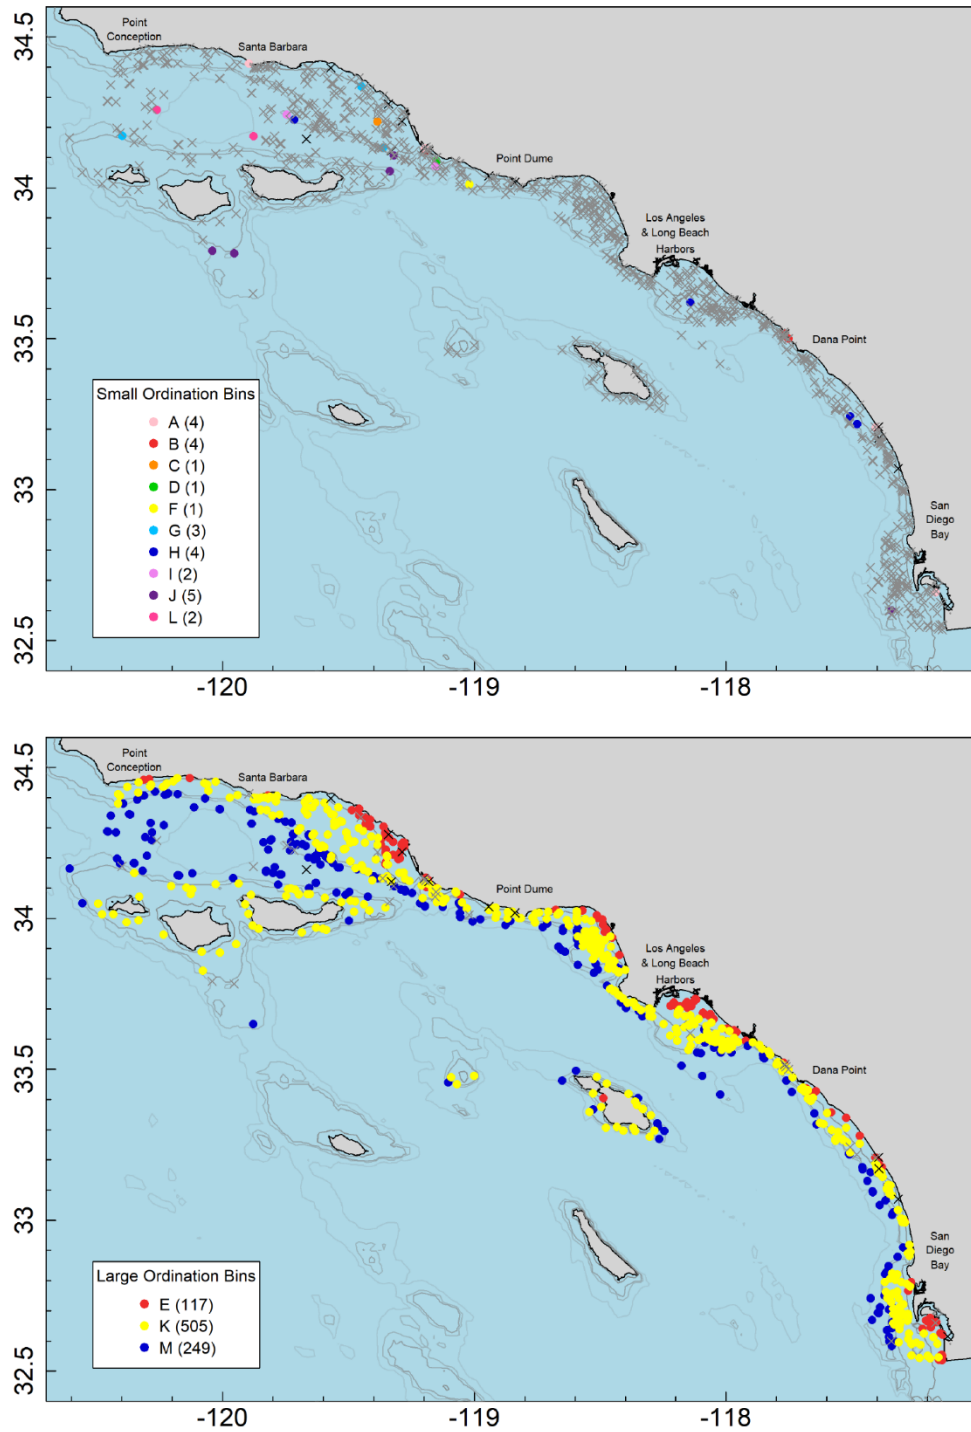 34.5
34
33.5
33
32.5
Point
Conception
Santa Barbara
Point Dume
Los Angeles
& Long Beach
Harbors
Dana Point
San
Diego
Bay
Small Ordination Bins
A (4)
B (4)
C (1)
D (1)
F (1)
G (3)
H (4)
I (2)
J (5)
L (2)
-120
-119
-118
34.5
34
33.5
33
32.5
Point
Conception
Santa Barbara
Point Dume
Los Angeles
& Long Beach
Harbors
Dana Point
San
Diego
Bay
Large Ordination Bins
E (117)
K (505)
M (249)
-120
-119
-118